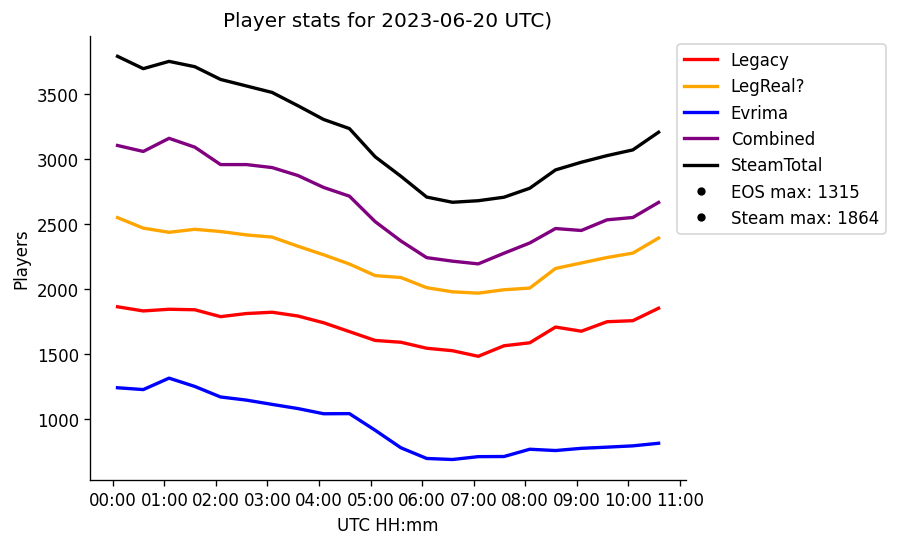 Player stats for 2023-06-20 UTC)
Legacy
LegReal?
Evrima
Combined
SteamTotal
EOS max: 1315
Steam max: 1864
Players
3500
3000
2500
2000
1500
1000
00:00 01:00 02:00 03:00 04:00 05:00 06:00 07:00 08:00 09:00 10:00 11:00
UTC HH:mm